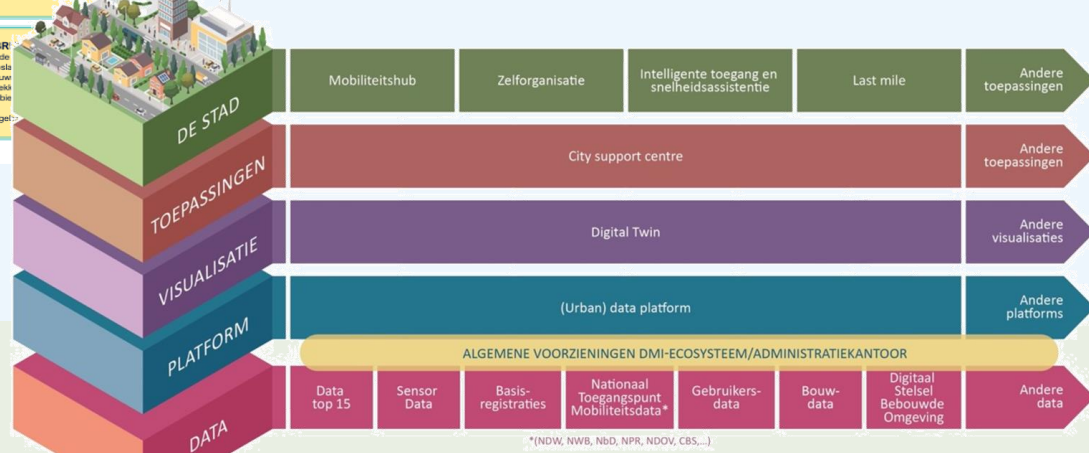 DE STAD
Mobiliteitshub
Zelforganisatie
Intelligente toegang en
snelheidsassistentie
Last mile
Andere
toepassingen
TOEPASSINGEN
City support centre
Andere
toepassingen
VISUALISATIE
Digital Twin
Andere
visualisaties
PLATFORM
(Urban) data platform
Andere
platforms
ALGEMENE VOORZIENINGEN DMI-ECOSYSTEEM/ADMINISTRATIEKANTOOR
DATA
Data
top 15
Sensor
Data
Basis-
registraties
Nationaal
Toegangspunt
Mobiliteitsdata*
Gebruikers-
data
Bouw-
data
Digitaal
Stelsel
Bebouwde
Omgeving
Andere
data
*(NDW, NWB, NbD, NPR, NDOV, CBS,...)